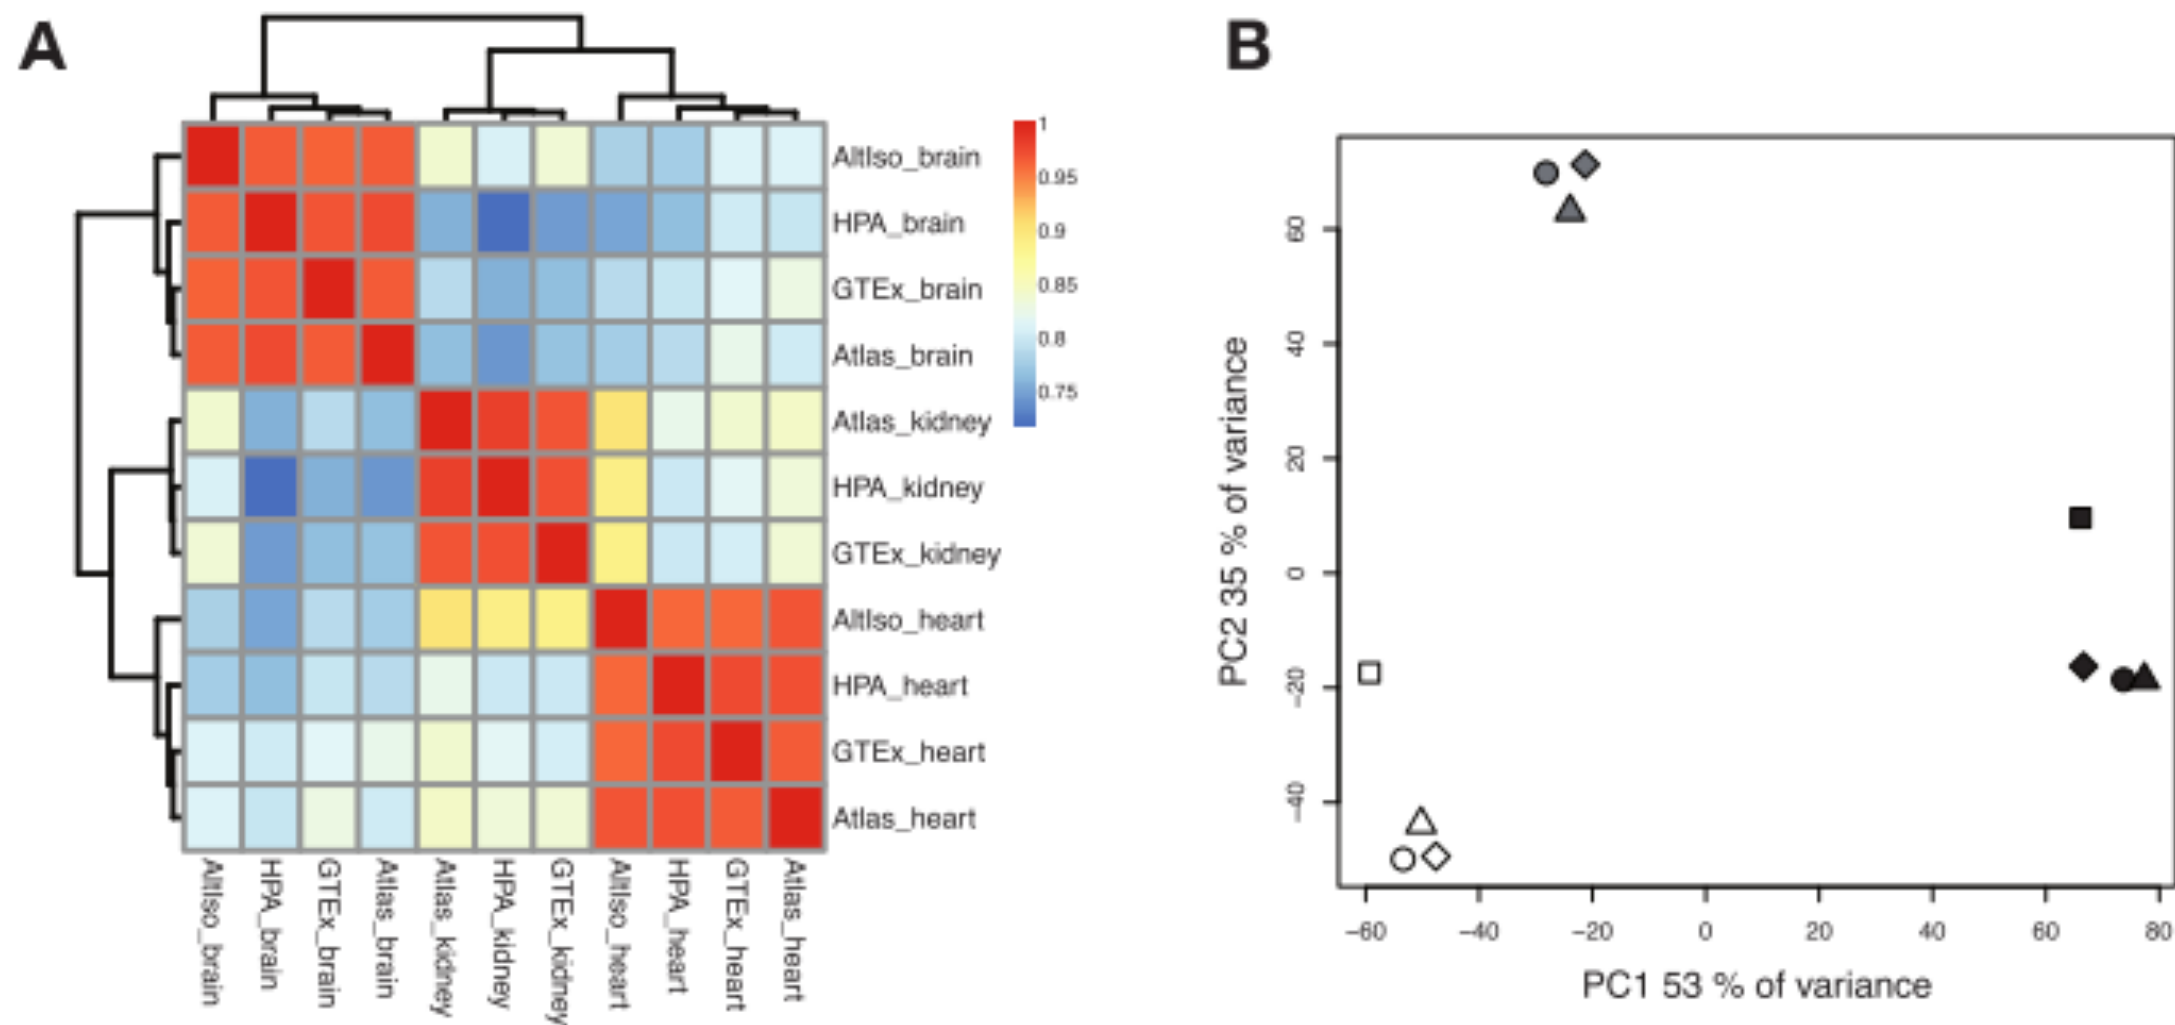 A
1
0.95
0.9
0.85
0.8
0.75
AltIso_brain
HPA_brain
GTEx_brain
Atlas_brain
Atlas_kidney
HPA_kidney
GTEx_kidney
AltIso_heart
HPA_heart
GTEx_heart
Atlas_heart
AltIso_brain
HPA_brain
GTEx_brain
Atlas_brain
Atlas_kidney
HPA_kidney
GTEx_kidney
AltIso_heart
HPA_heart
GTEx_heart
Atlas_heart
B
PC2 35 % of variance
60
40
20
0
−20
−40
−60
−40
−20
0
20
40
60
80
PC1 53 % of variance